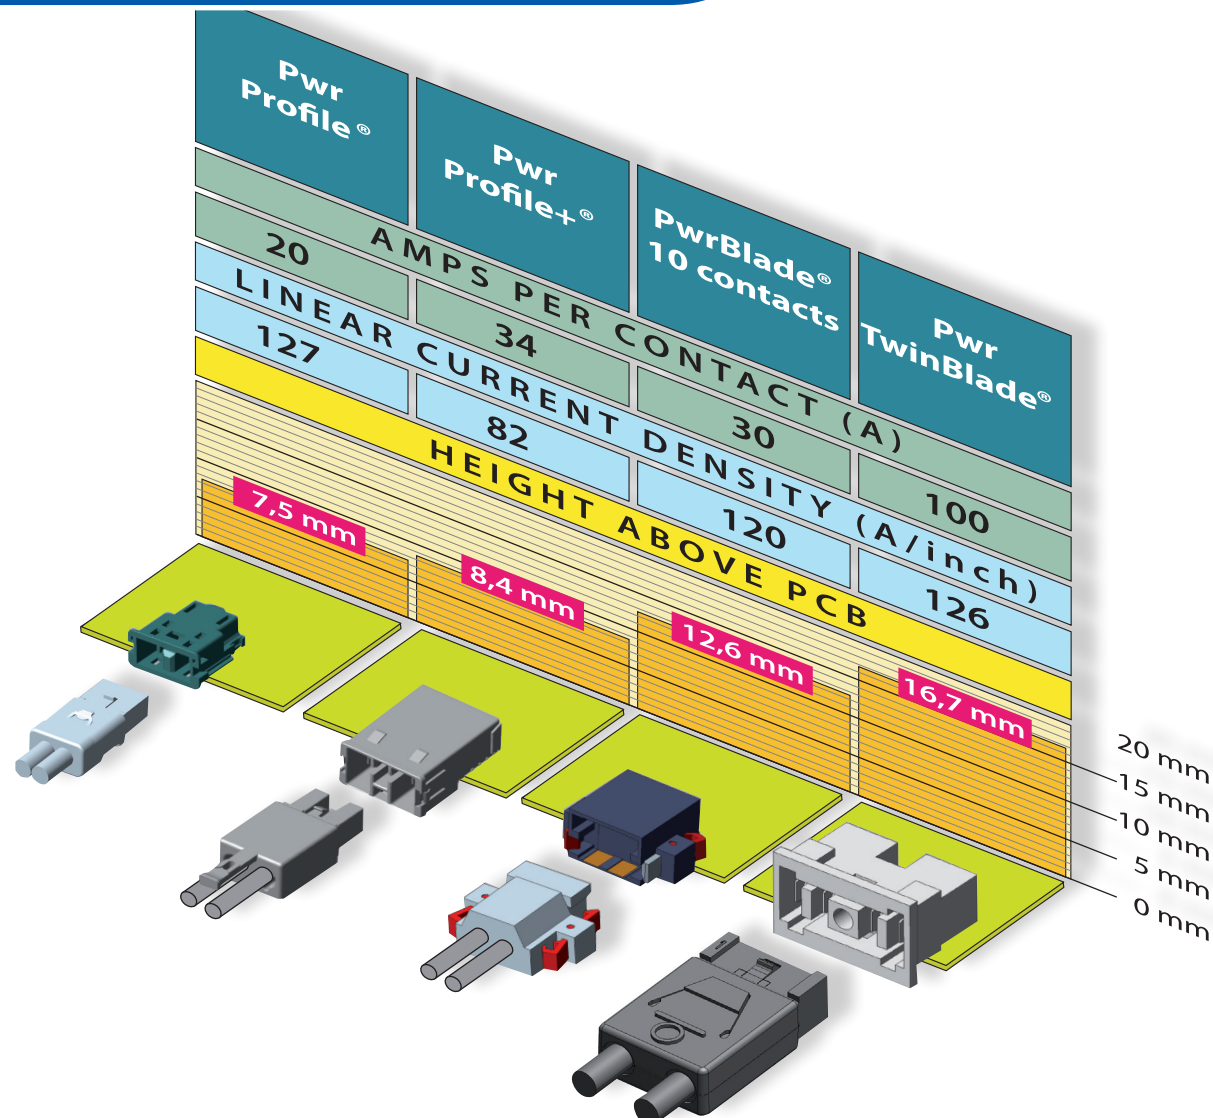 Pwr
Profile®
Pwr
Profile+®
PwrBlade®
10 contacts
Pwr
TwinBlade®
AMPS PER CONTACT (A)
20
34
30
100
LINEAR CURRENT DENSITY (A/inch)
127
82
120
126
HEIGHT ABOVE PCB
7,5 mm
8,4 mm
12,6 mm
16,7 mm
20 mm
15 mm
10 mm
5 mm
0 mm